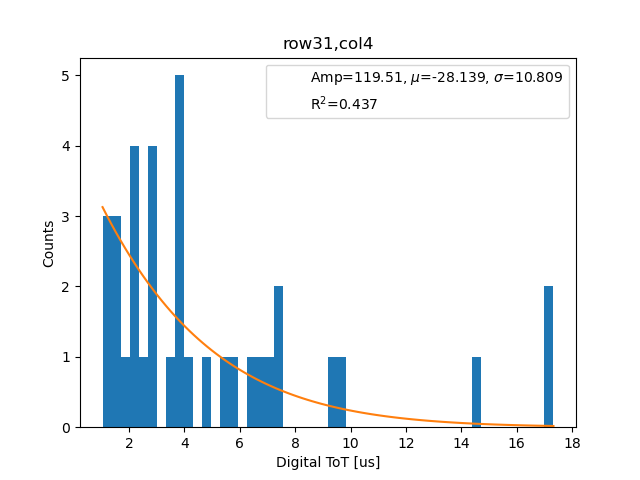 row31,col4
Amp=119.51, μ=-28.139, σ=10.809
R²=0.437
5
4
3
2
1
0
Counts
2 4 6 8 10 12 14 16 18
Digital ToT [us]